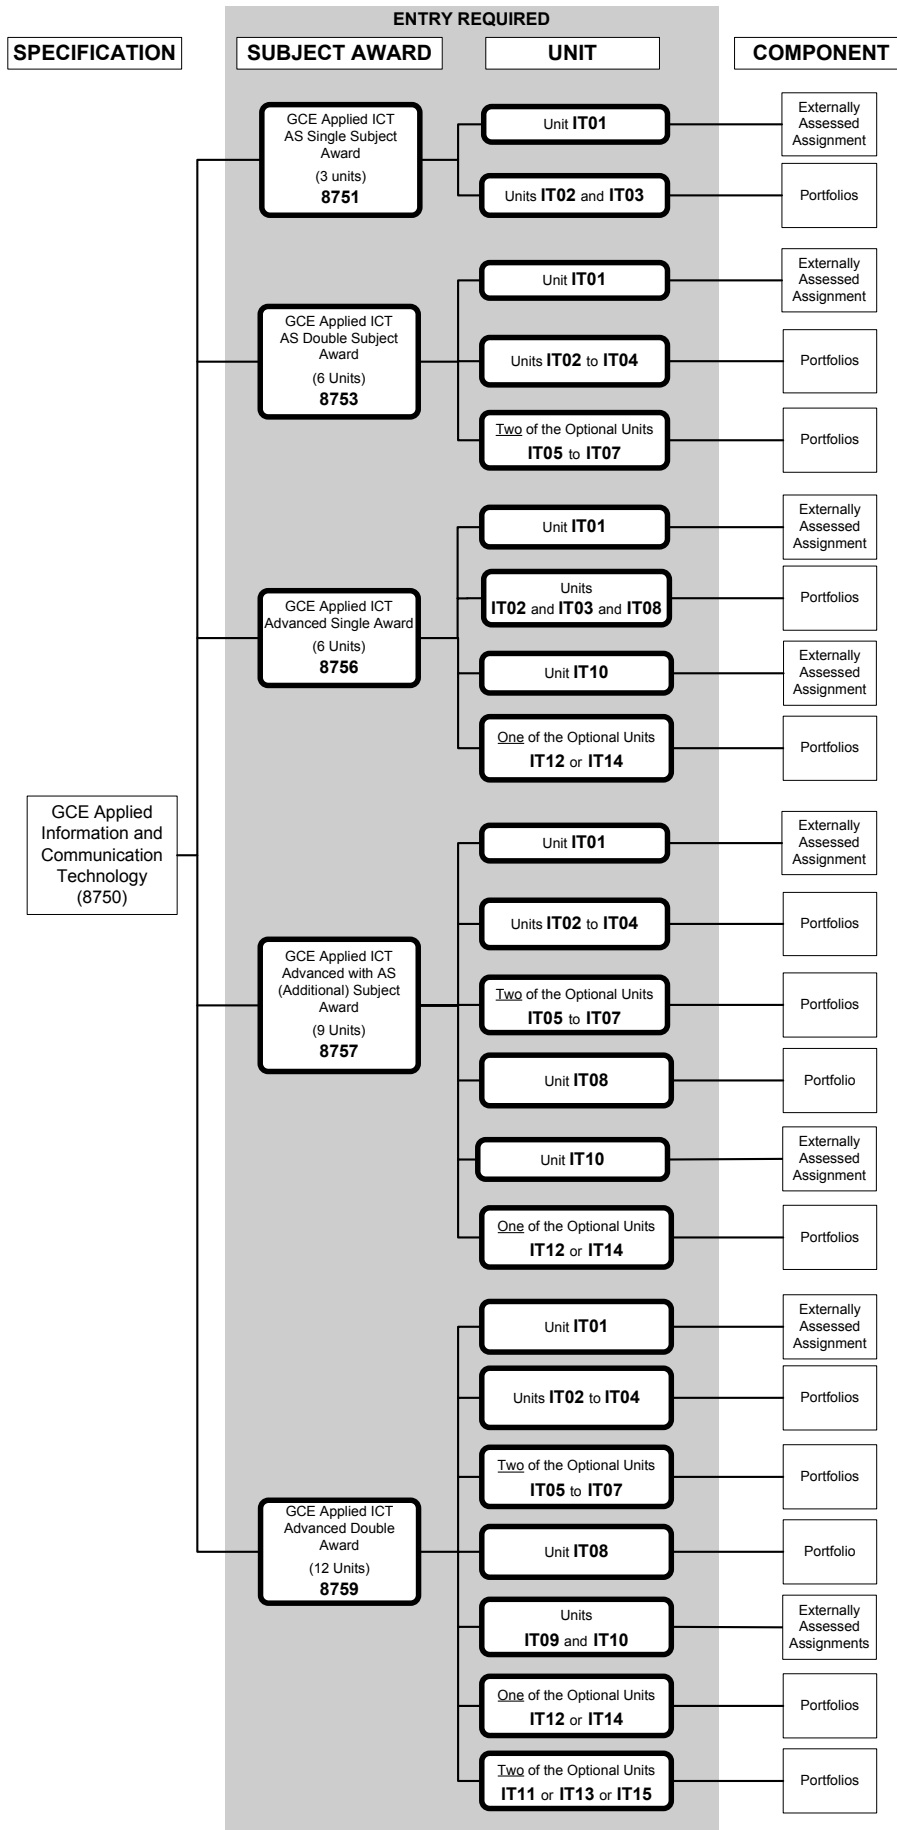 ENTRY REQUIRED
SPECIFICATION
SUBJECT AWARD
UNIT
COMPONENT
GCE Applied
Information and
Communication
Technology
(8750)
GCE Applied ICT
AS Single Subject
Award
(3 units)
8751
Unit IT01
Externally
Assessed
Assignment
Units IT02 and IT03
Portfolios
GCE Applied ICT
AS Double Subject
Award
(6 Units)
8753
Unit IT01
Externally
Assessed
Assignment
Units IT02 to IT04
Portfolios
Two of the Optional Units
IT05 to IT07
Portfolios
GCE Applied ICT
Advanced Single Award
(6 Units)
8756
Unit IT01
Externally
Assessed
Assignment
Units
IT02 and IT03 and IT08
Portfolios
Unit IT10
Externally
Assessed
Assignment
One of the Optional Units
IT12 or IT14
Portfolios
GCE Applied ICT
Advanced with AS
(Additional) Subject
Award
(9 Units)
8757
Unit IT01
Externally
Assessed
Assignment
Units IT02 to IT04
Portfolios
Two of the Optional Units
IT05 to IT07
Portfolios
Unit IT08
Portfolio
Unit IT10
Externally
Assessed
Assignment
One of the Optional Units
IT12 or IT14
Portfolios
GCE Applied ICT
Advanced Double
Award
(12 Units)
8759
Unit IT01
Externally
Assessed
Assignment
Units IT02 to IT04
Portfolios
Two of the Optional Units
IT05 to IT07
Portfolios
Unit IT08
Portfolio
Units
IT09 and IT10
Externally
Assessed
Assignments
One of the Optional Units
IT12 or IT14
Portfolios
Two of the Optional Units
IT11 or IT13 or IT15
Portfolios